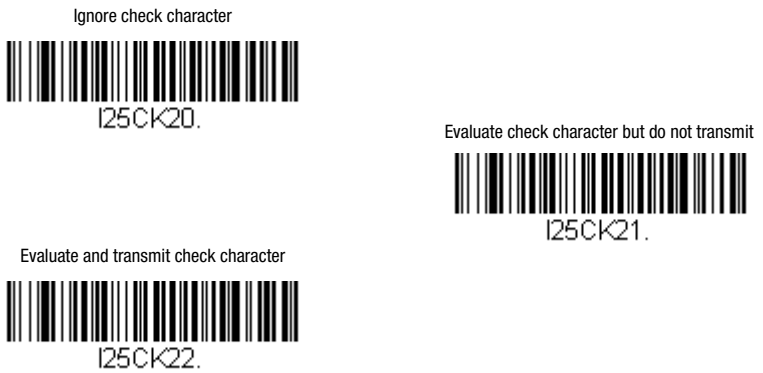 Ignore check character
I25CK20.
Evaluate check character but do not transmit
I25CK21.
Evaluate and transmit check character
I25CK22.